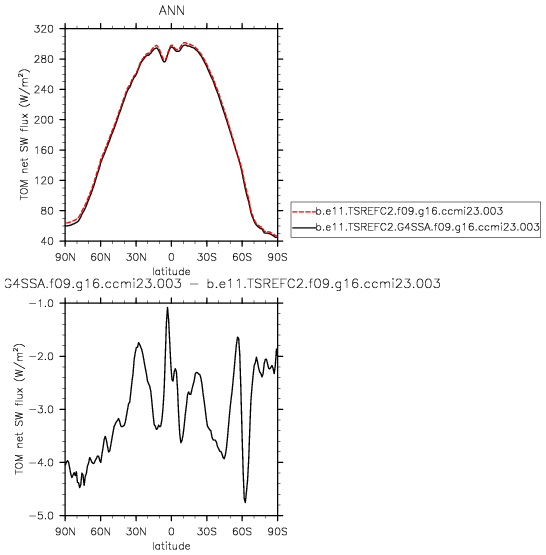 ANN
320
280
240
200
160
120
80
40
TOM net SW flux (W/m²)
90N 60N 30N 0 30S 60S 90S
latitude
b.e11.TSREFC2.f09.g16.ccmi23.003
b.e11.TSREFC2.G4SSA.f09.g16.ccmi23.003
G4SSA.f09.g16.ccmi23.003 − b.e11.TSREFC2.f09.g16.ccmi23.003
−1.0
−2.0
−3.0
−4.0
−5.0
TOM net SW flux (W/m²)
90N 60N 30N 0 30S 60S 90S
latitude